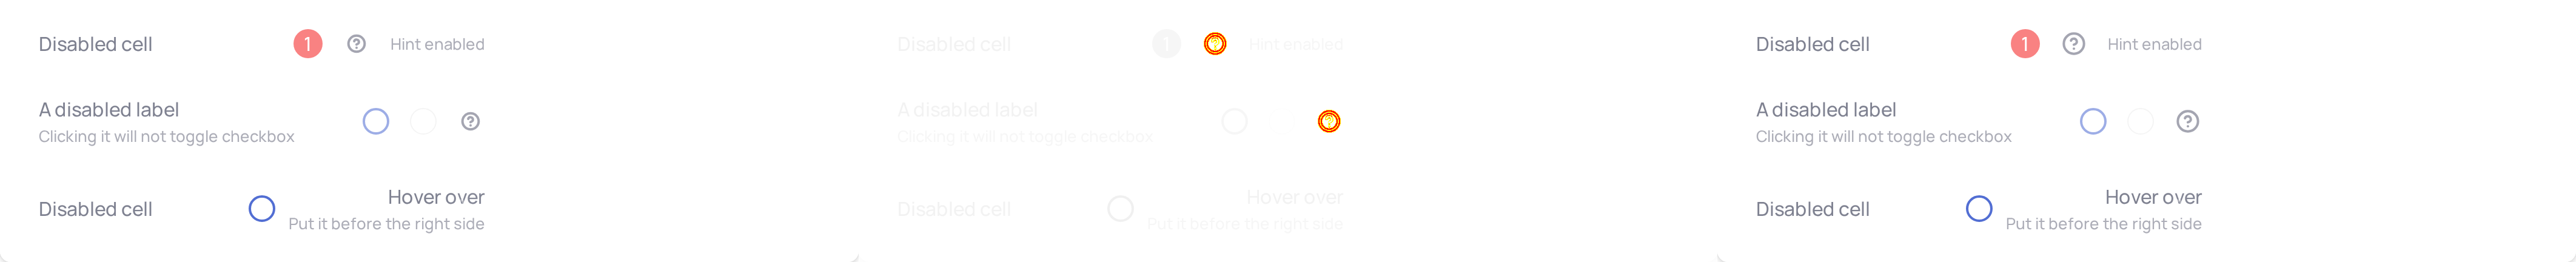 Disabled cell 1 ? Hint enabled
A disabled label
Clicking it will not toggle checkbox ?
Disabled cell Hover over
Put it before the right side
Disabled cell 1 ? Hint enabled
A disabled label
Clicking it will not toggle checkbox ?
Disabled cell Hover over
Put it before the right side
Disabled cell 1 ? Hint enabled
A disabled label
Clicking it will not toggle checkbox ?
Disabled cell Hover over
Put it before the right side